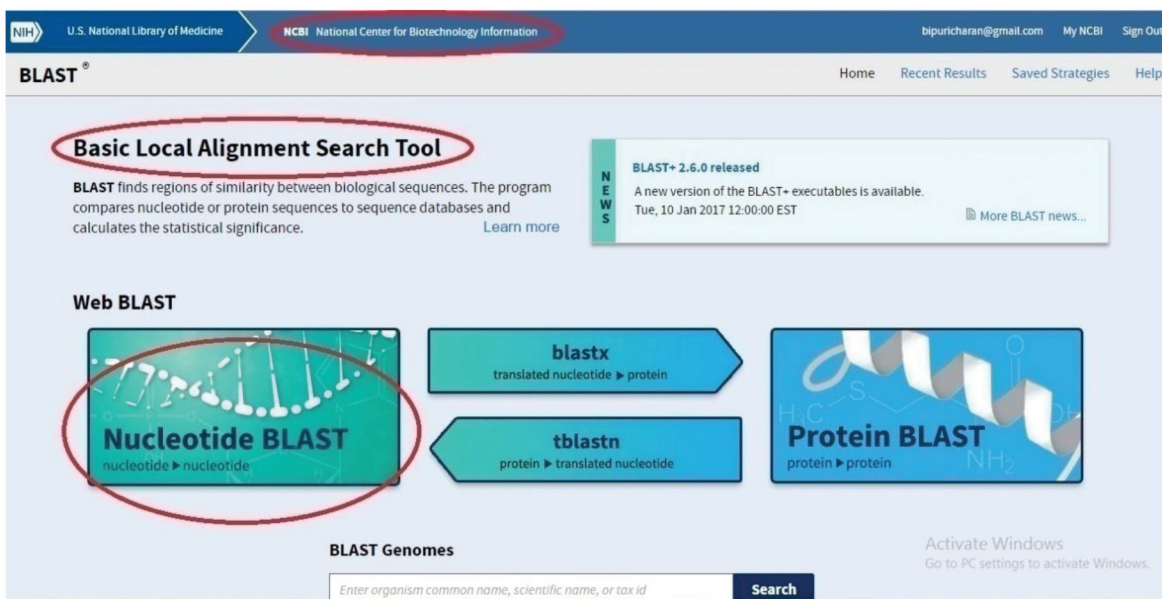 NIH U.S. National Library of Medicine NCBI National Center for Biotechnology Information bipuricharan@gmail.com My NCBI Sign Out
BLAST ® Home Recent Results Saved Strategies Help
Basic Local Alignment Search Tool
BLAST finds regions of similarity between biological sequences. The program
compares nucleotide or protein sequences to sequence databases and
calculates the statistical significance. Learn more
NEWS
BLAST+ 2.6.0 released
A new version of the BLAST+ executables is available.
Tue, 10 Jan 2017 12:00:00 EST
More BLAST news...
Web BLAST
Nucleotide BLAST
nucleotide ▶ nucleotide
blastx
translated nucleotide ▶ protein
tblastn
protein ▶ translated nucleotide
O
S
H₃C
OH
NH₂
Protein BLAST
protein ▶ protein
BLAST Genomes
Enter organism common name, scientific name, or tax id Search
Activate Windows
Go to PC settings to activate Windows.